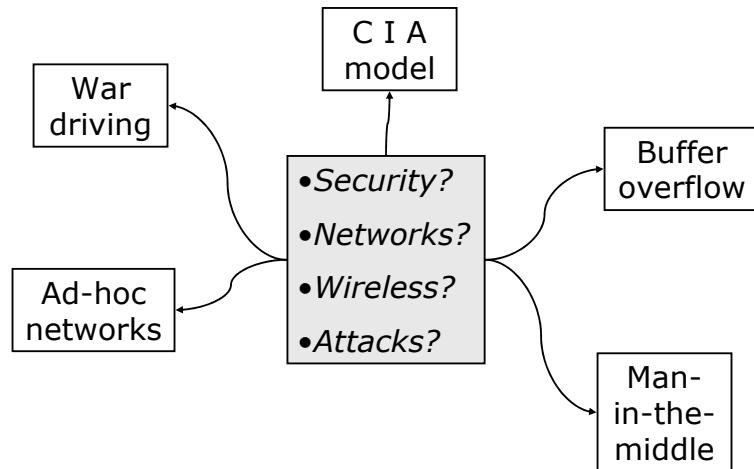 C I A
model
War
driving
Buffer
overflow
•Security?
•Networks?
•Wireless?
•Attacks?
Ad-hoc
networks
Man-
in-the-
middle